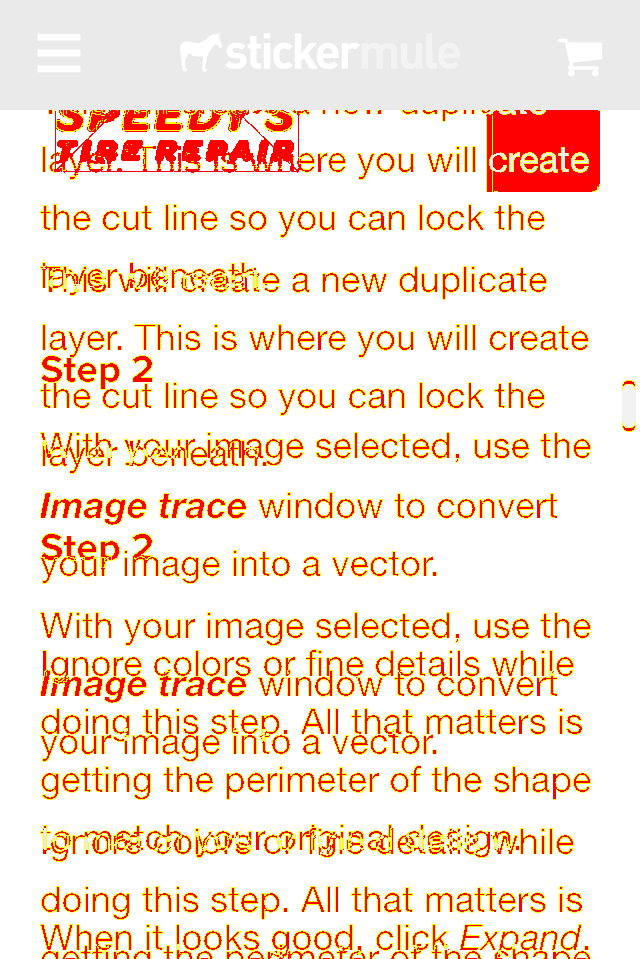 stickermule
This will create a new duplicate
SPEEDY'S
TIRE REPAIR
layer. This is where you will create
the cut line so you can lock the
layer beneath.
This will create a new duplicate
layer. This is where you will create
Step 2
the cut line so you can lock the
With your image selected, use the
layer beneath.
Image trace window to convert
Step 2
your image into a vector.
With your image selected, use the
Ignore colors or fine details while
Image trace window to convert
doing this step. All that matters is
your image into a vector.
getting the perimeter of the shape
to match your original design.
Ignore colors or fine details while
doing this step. All that matters is
When it looks good, click Expand.
getting the perimeter of the shape